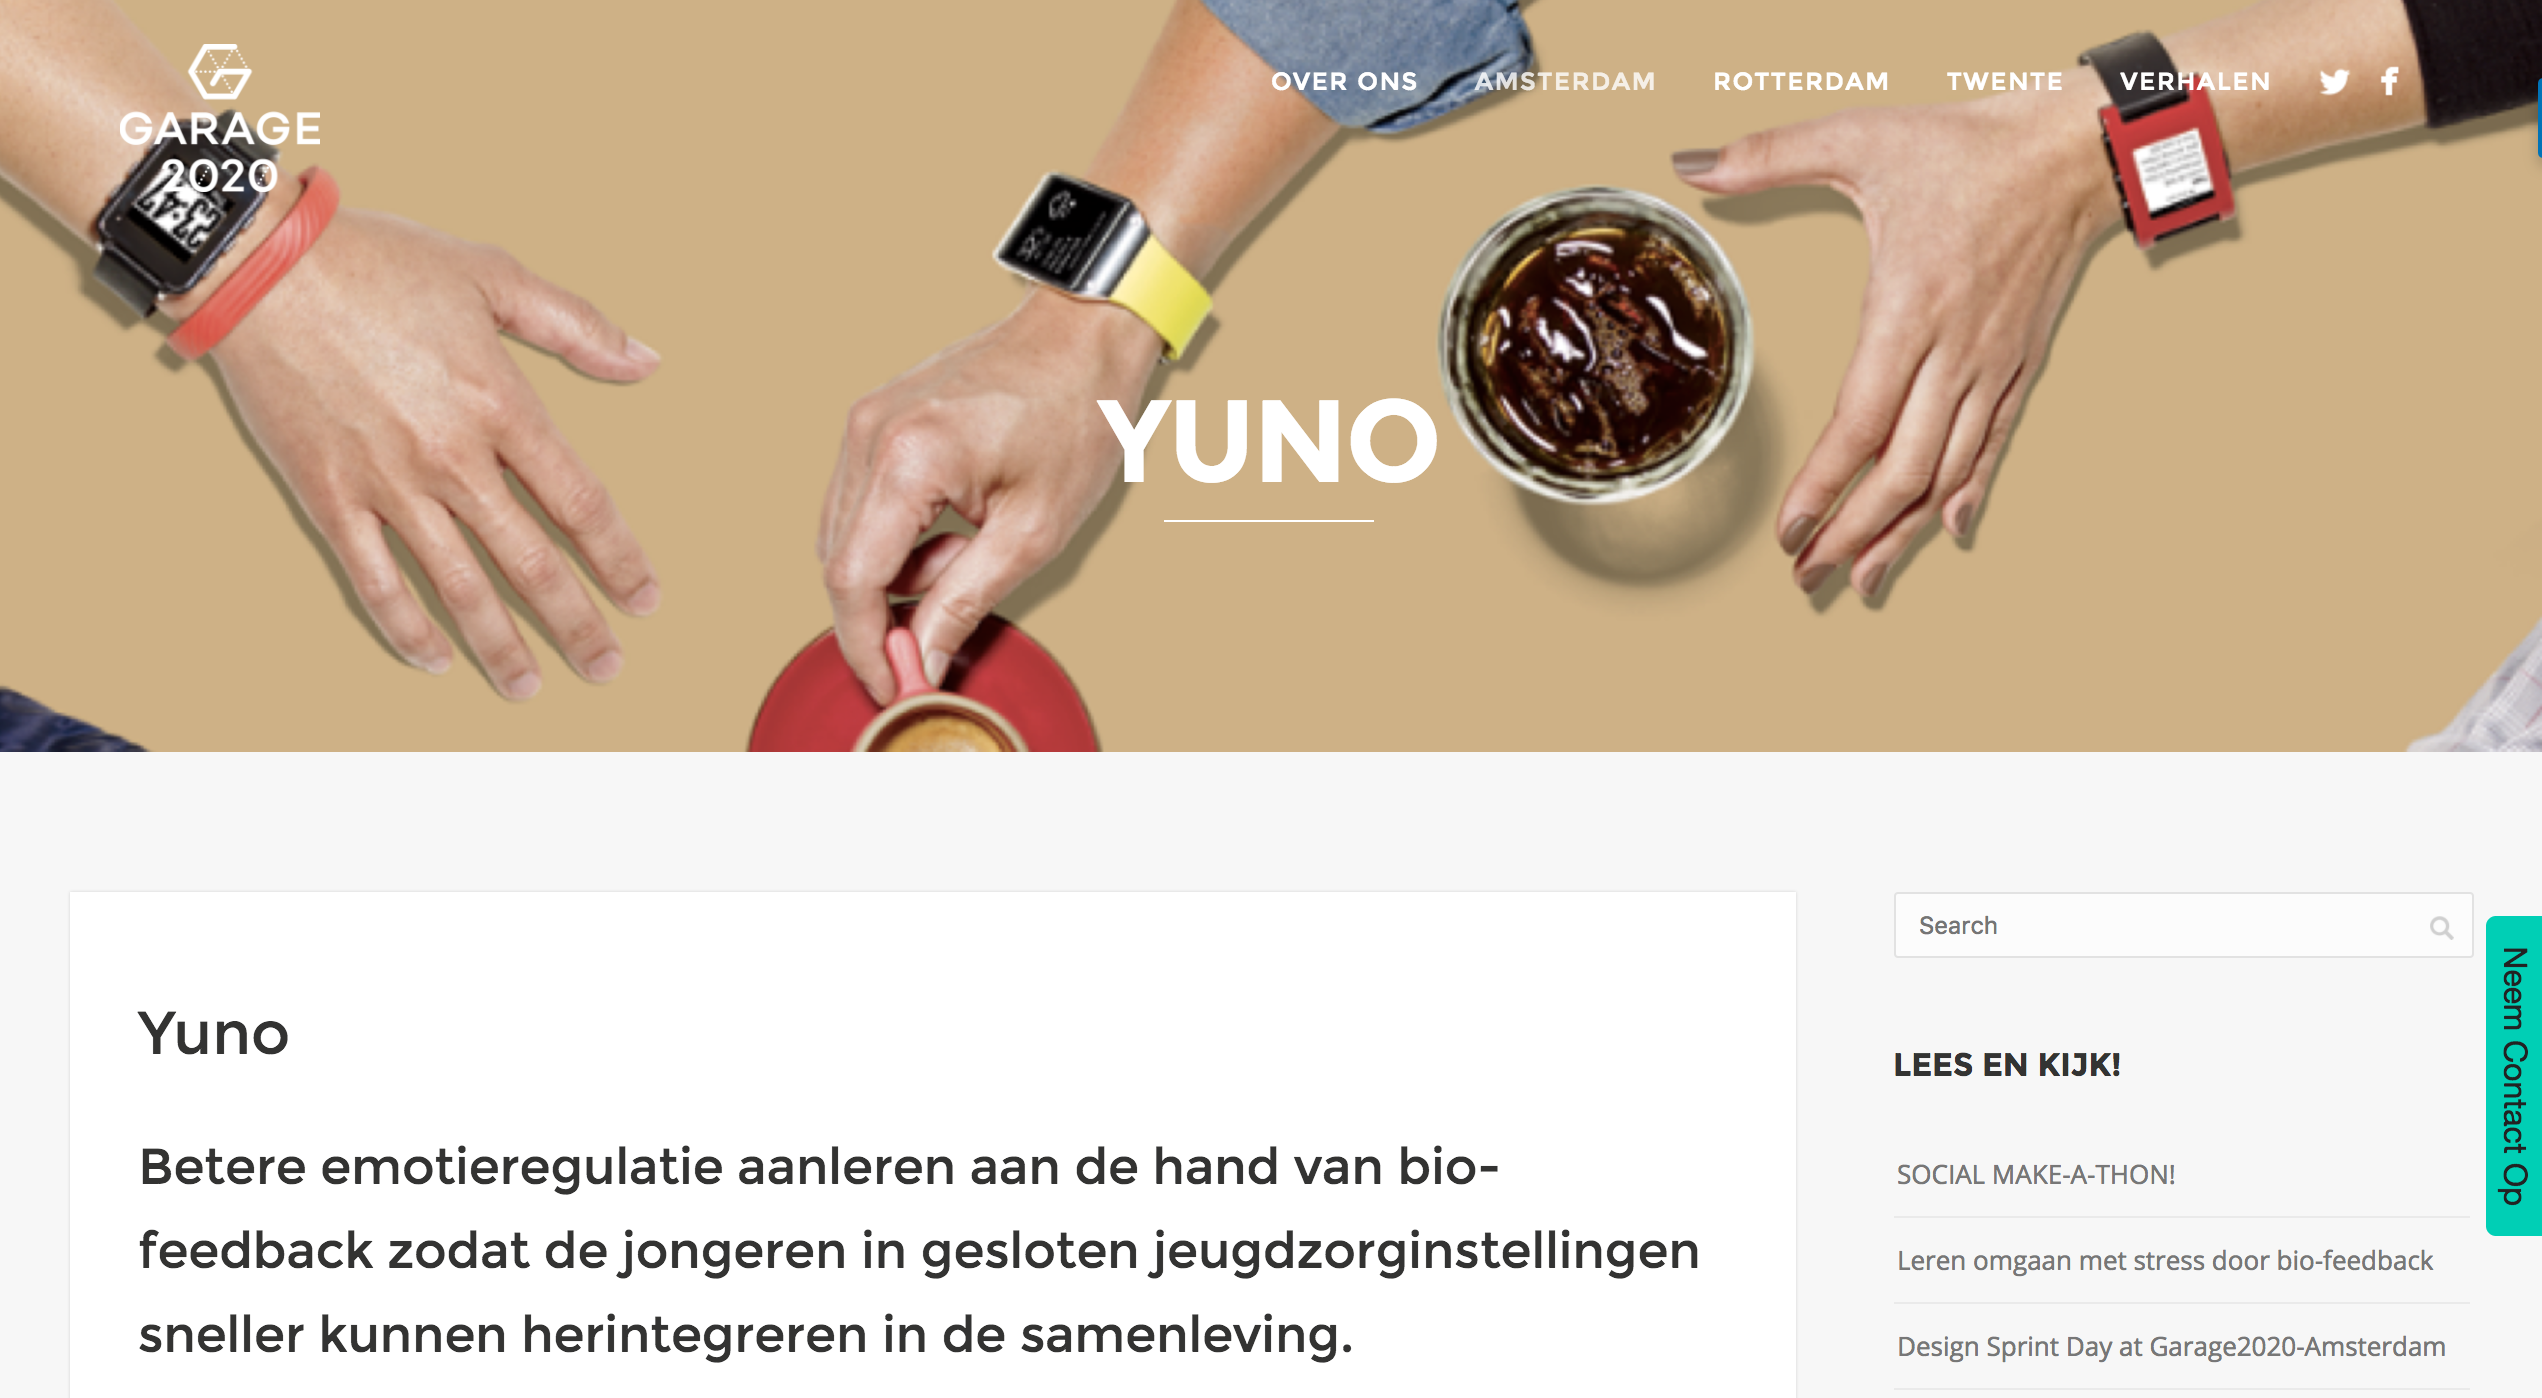 GARAGE
2020
OVER ONS
AMSTERDAM
ROTTERDAM
TWENTE
VERHALEN
YUNO
Yuno
Betere emotieregulatie aanleren aan de hand van bio-
feedback zodat de jongeren in gesloten jeugdzorginstellingen
sneller kunnen herintegreren in de samenleving.
Search
LEES EN KIJK!
SOCIAL MAKE-A-THON!
Leren omgaan met stress door bio-feedback
Design Sprint Day at Garage2020-Amsterdam
Neem Contact Op